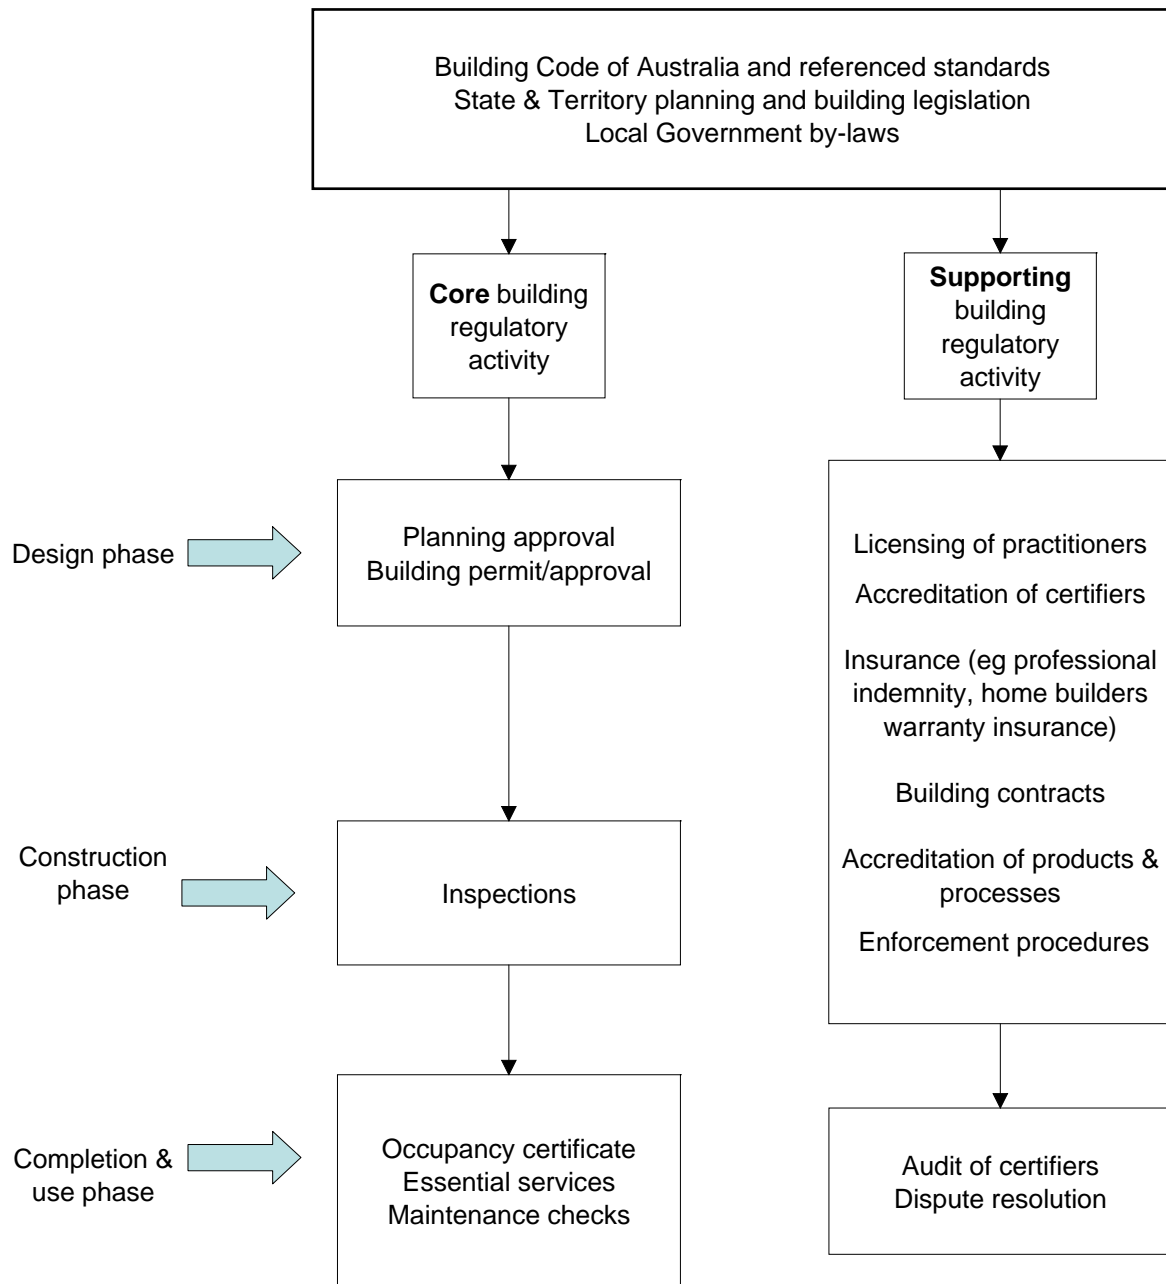 Building Code of Australia and referenced standards
State & Territory planning and building legislation
Local Government by-laws
Core building
regulatory
activity
Supporting
building
regulatory
activity
Design phase
Planning approval
Building permit/approval
Licensing of practitioners
Accreditation of certifiers
Insurance (eg professional
indemnity, home builders
warranty insurance)
Building contracts
Accreditation of products &
processes
Enforcement procedures
Construction
phase
Inspections
Completion &
use phase
Occupancy certificate
Essential services
Maintenance checks
Audit of certifiers
Dispute resolution